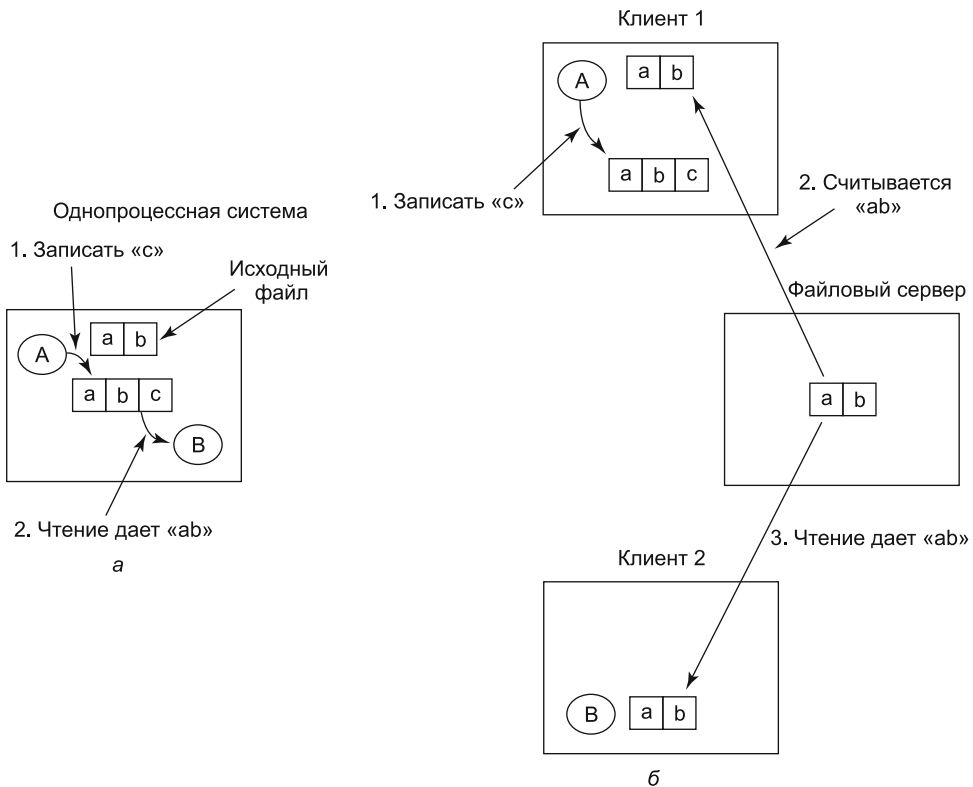 Клиент 1
A
a b
a b c
1. Записать «c»
2. Считывается
«ab»
Однопроцессная система
1. Записать «c»
Исходный
файл
A
a b
a b c
B
2. Чтение дает «ab»
а
Файловый сервер
a b
3. Чтение дает «ab»
Клиент 2
B
a b
б